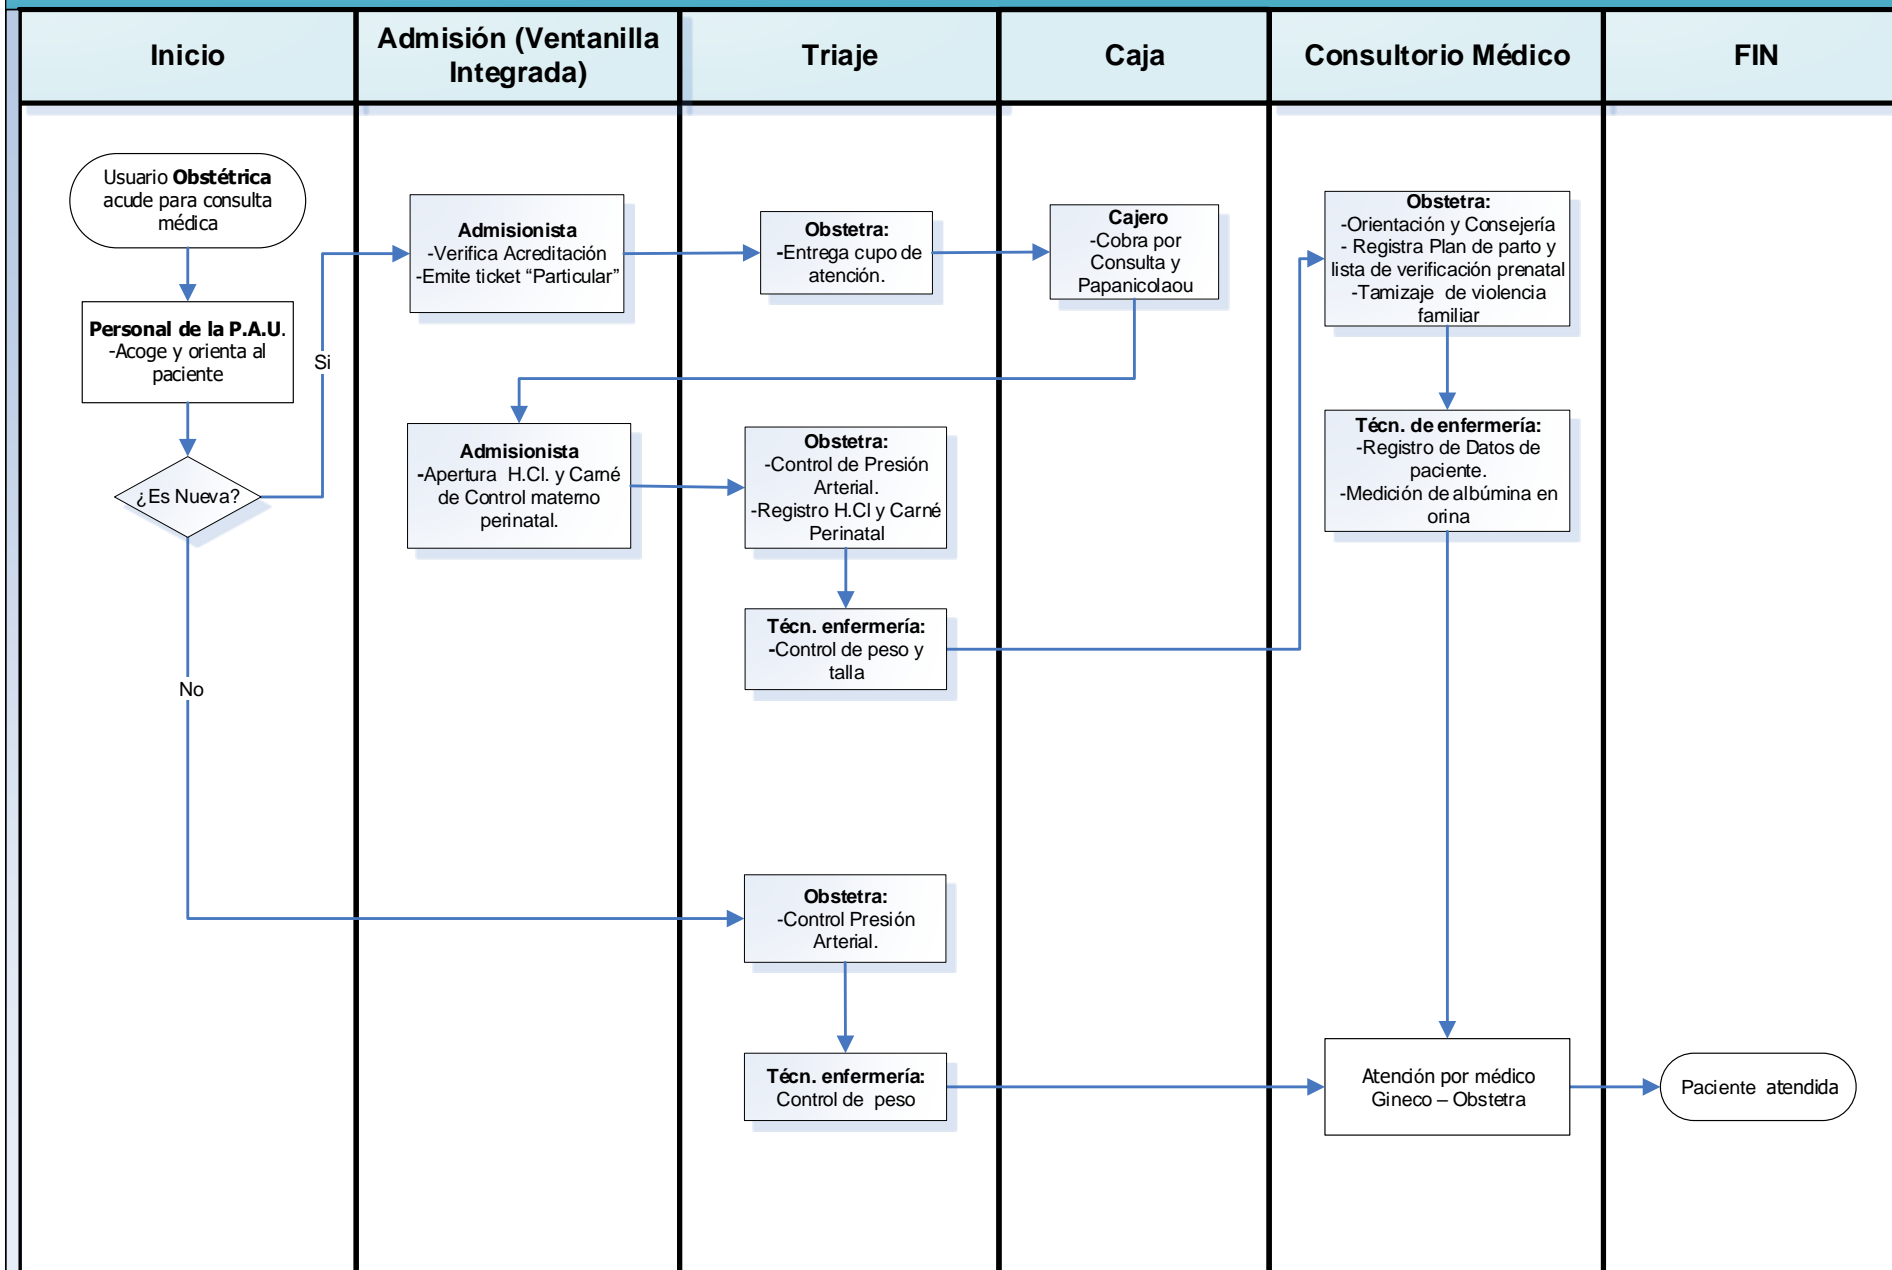 Inicio
Admisión (Ventanilla
Integrada)
Triaje
Caja
Consultorio Médico
FIN
Usuario Obstétrica
acude para consulta
médica
Personal de la P.A.U.
-Acoge y orienta al
paciente
¿Es Nueva?
Si
No
Admisionista
-Verifica Acreditación
-Emite ticket “Particular”
Obstetra:
-Entrega cupo de
atención.
Cajero
-Cobra por
Consulta y
Papanicolaou
Admisionista
-Apertura H.Cl. y Carné
de Control materno
perinatal.
Obstetra:
-Control de Presión
Arterial.
-Registro H.Cl y Carné
Perinatal
Técn. enfermería:
-Control de peso y
talla
Obstetra:
-Orientación y Consejería
- Registra Plan de parto y
lista de verificación prenatal
-Tamizaje de violencia
familiar
Técn. de enfermería:
-Registro de Datos de
paciente.
-Medición de albúmina en
orina
Obstetra:
-Control Presión
Arterial.
Técn. enfermería:
Control de peso
Atención por médico
Gineco – Obstetra
Paciente atendida